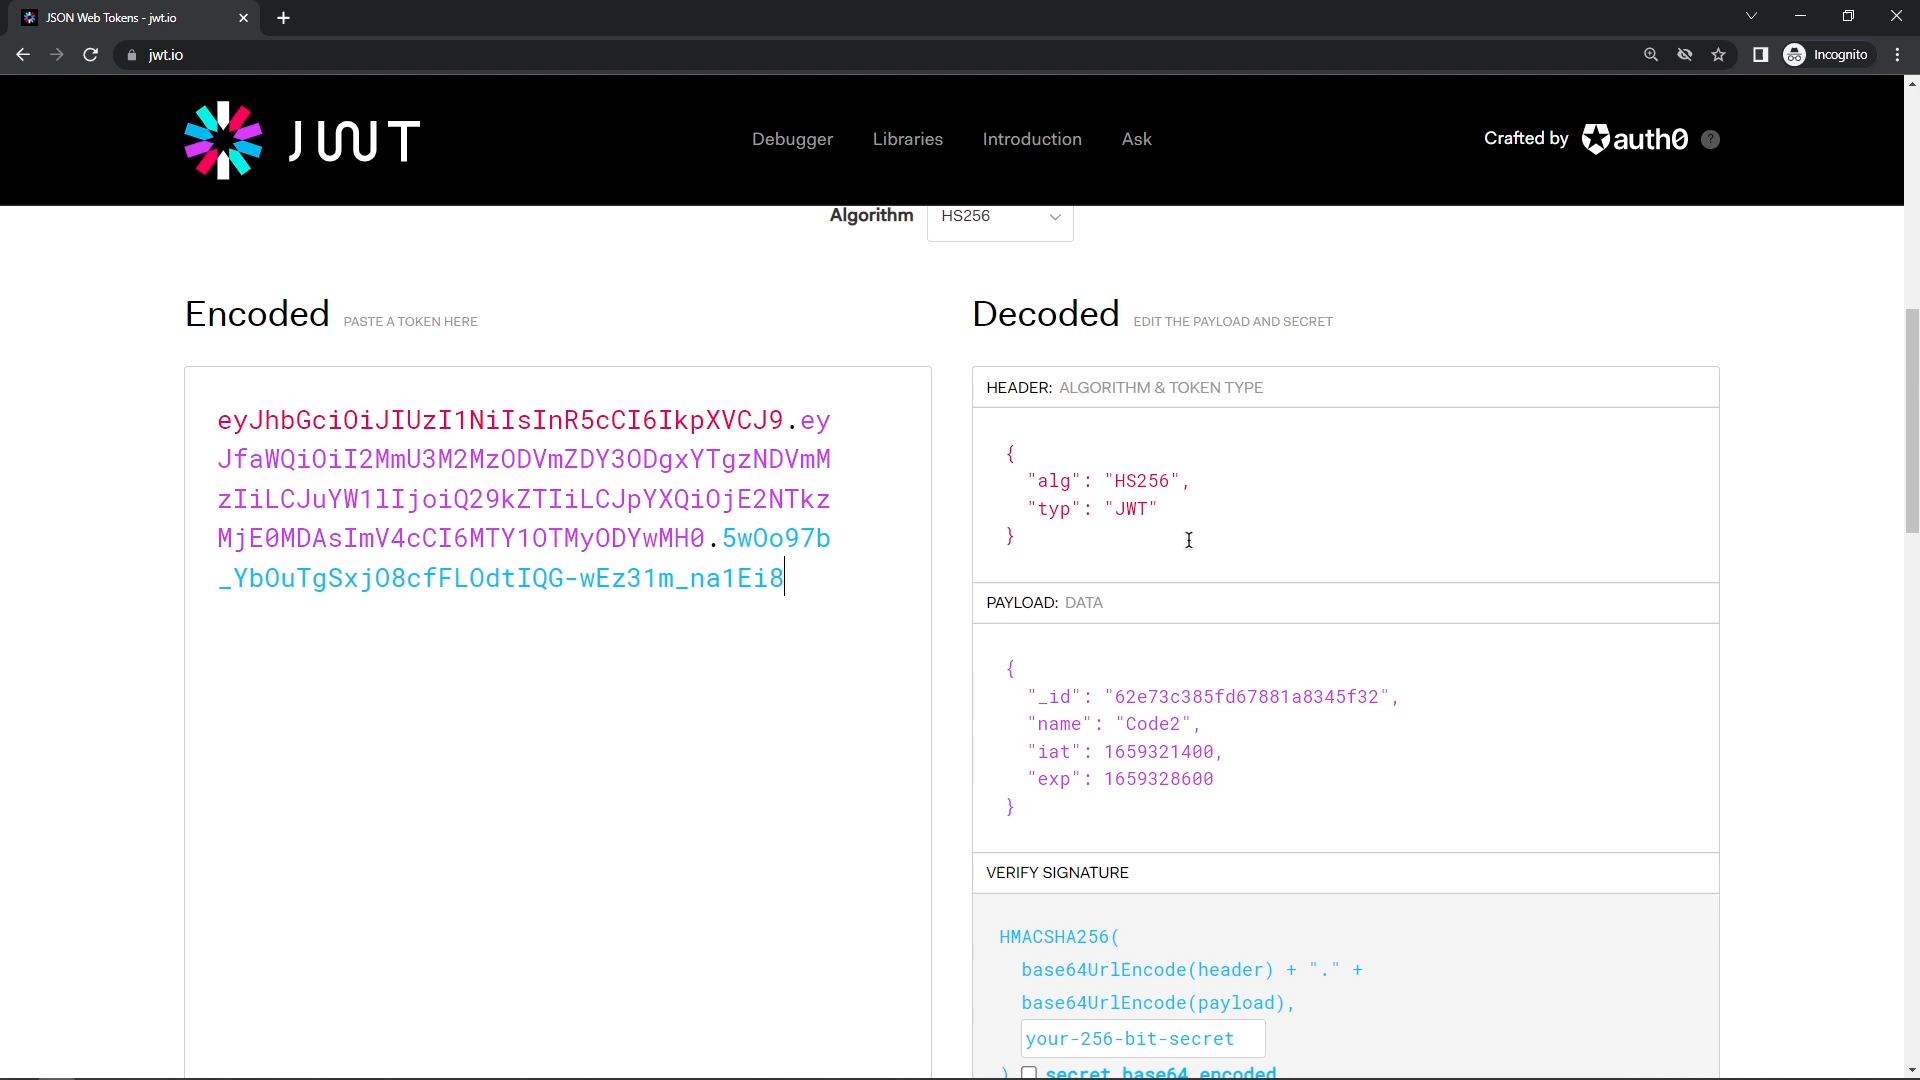 JSON Web Tokens - jwt.io
jwt.io
Incognito
JWT
Debugger
Libraries
Introduction
Ask
Crafted by auth0 ?
Algorithm HS256
Encoded PASTE A TOKEN HERE
eyJhbGciOiJIUzI1NiIsInR5cCI6IkpXVCJ9.ey
JfaWQiOiI2MmU3M2MzODVmZDY3ODgxYTgzNDVmM
zIiLCJuYW1lIjoiQ29kZTIiLCJpYXQiOjE2NTkz
MjE0MDAsImV4cCI6MTY1OTMyODYwMH0.5wOo97b
_YbOuTgSxjO8cfFLOdtIQG-wEz31m_na1Ei8
Decoded EDIT THE PAYLOAD AND SECRET
HEADER: ALGORITHM & TOKEN TYPE
{
"alg": "HS256",
"typ": "JWT"
}
PAYLOAD: DATA
{
"_id": "62e73c385fd67881a8345f32",
"name": "Code2",
"iat": 1659321400,
"exp": 1659328600
}
VERIFY SIGNATURE
HMACSHA256(
base64UrlEncode(header) + "." +
base64UrlEncode(payload),
your-256-bit-secret
) secret base64 encoded